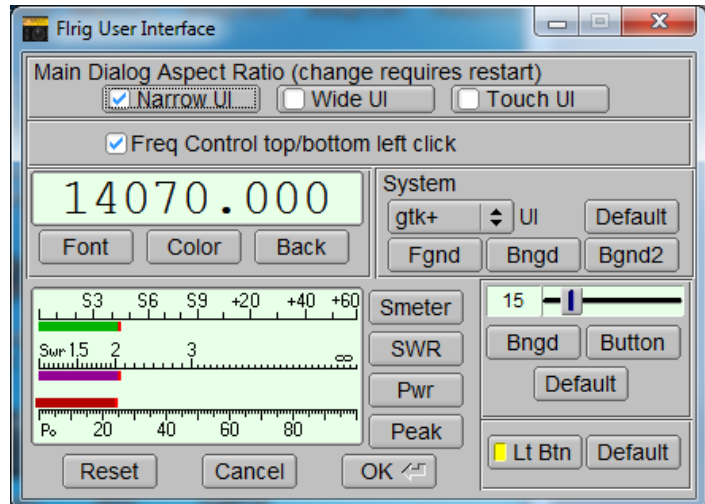 Flrig User Interface
Main Dialog Aspect Ratio (change requires restart)
Narrow UI Wide UI Touch UI
Freq Control top/bottom left click
14070.000
Font Color Back
System
gtk+ UI Default
Fgnd Bngd Bgnd2
S3 S6 S9 +20 +40 +60
Swr 1.5 2 3 ∞
Po 20 40 60 80
Smeter
SWR
Pwr
Peak
15
Bngd Button
Default
Lt Btn Default
Reset Cancel OK